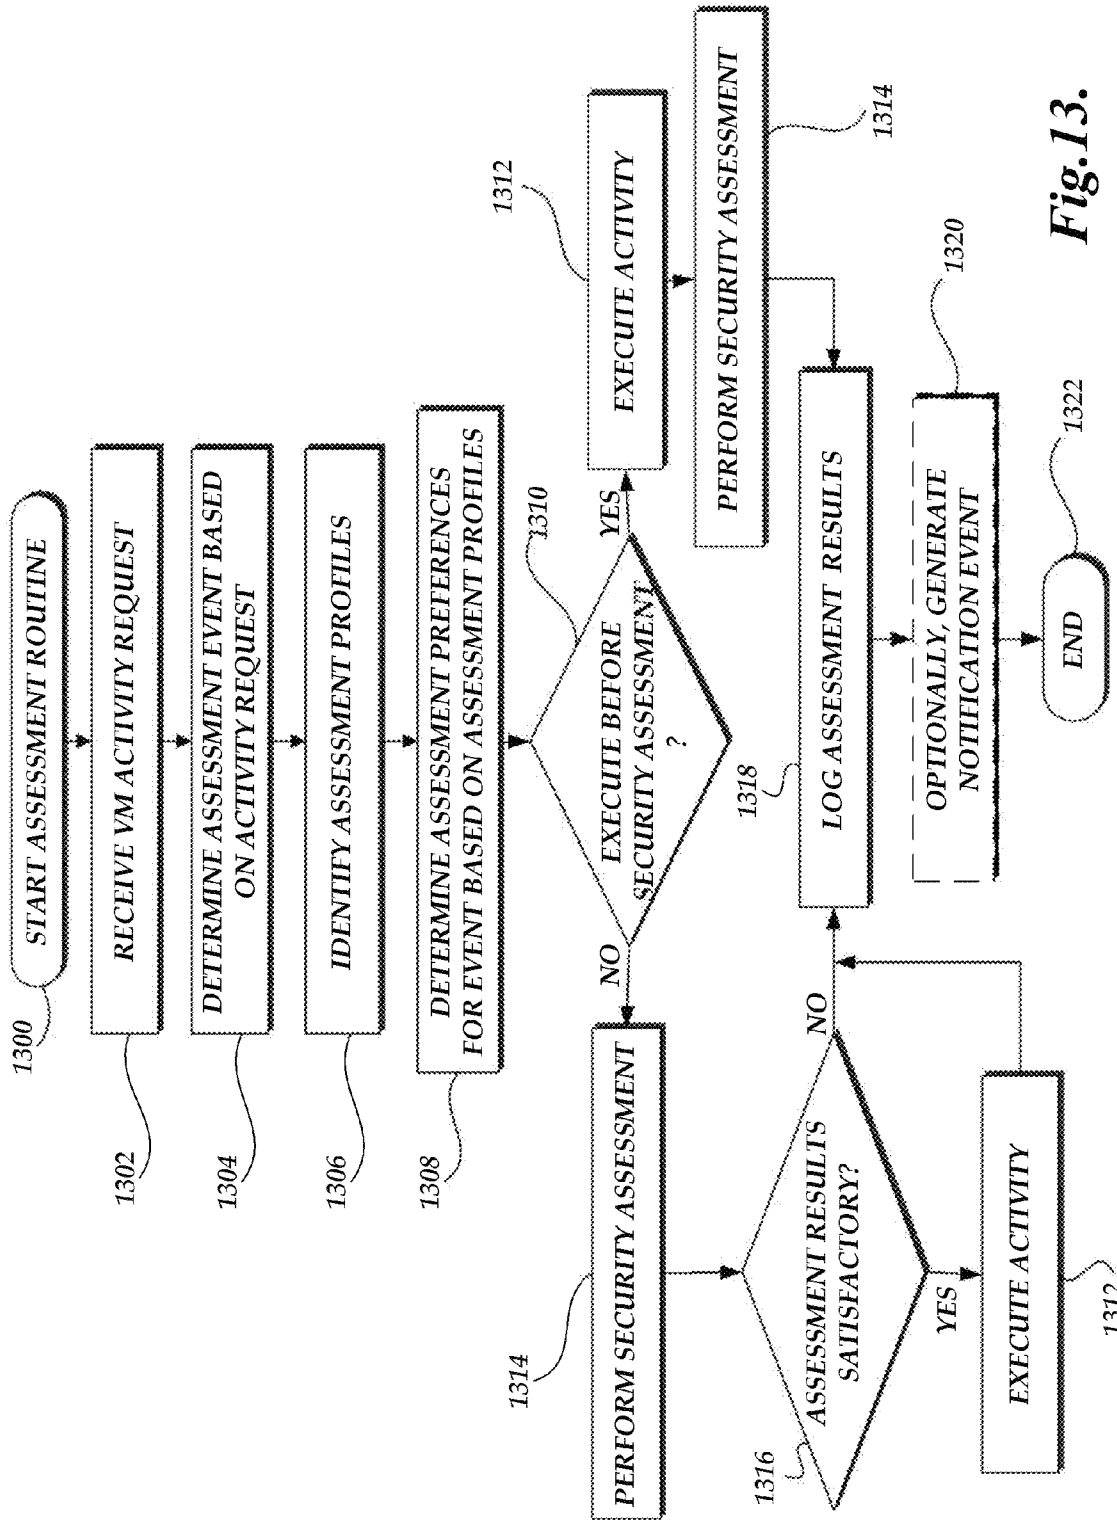 START ASSESSMENT ROUTINE
1300
RECEIVE VM ACTIVITY REQUEST
1302
DETERMINE ASSESSMENT EVENT BASED
ON ACTIVITY REQUEST
1304
IDENTIFY ASSESSMENT PROFILES
1306
DETERMINE ASSESSMENT PREFERENCES
FOR EVENT BASED ON ASSESSMENT PROFILES
1308
EXECUTE BEFORE
SECURITY ASSESSMENT
?
1310
NO
YES
PERFORM SECURITY ASSESSMENT
1314
EXECUTE ACTIVITY
1312
PERFORM SECURITY ASSESSMENT
1314
ASSESSMENT RESULTS
SATISFACTORY?
1316
NO
YES
EXECUTE ACTIVITY
1312
LOG ASSESSMENT RESULTS
1318
OPTIONALLY, GENERATE
NOTIFICATION EVENT
1320
END
1322
Fig.13.